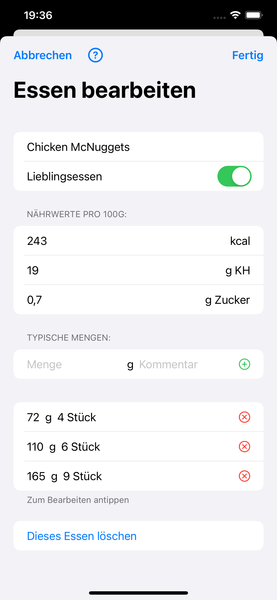 19:36
Abbrechen ? Fertig
Essen bearbeiten
Chicken McNuggets
Lieblingsessen
NÄHRWERTE PRO 100G:
243 kcal
19 g KH
0,7 g Zucker
TYPISCHE MENGEN:
Menge g Kommentar
72 g 4 Stück
110 g 6 Stück
165 g 9 Stück
Zum Bearbeiten antippen
Dieses Essen löschen